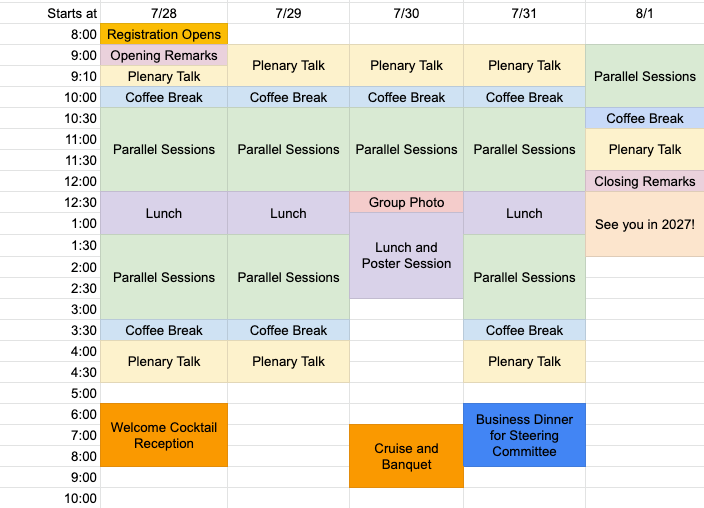 Starts at 7/28 7/29 7/30 7/31 8/1
8:00 Registration Opens
9:00 Opening Remarks
Plenary Talk Plenary Talk Plenary Talk
9:10 Plenary Talk
Parallel Sessions
10:00 Coffee Break Coffee Break Coffee Break Coffee Break
10:30 Coffee Break
11:00
Parallel Sessions Parallel Sessions Parallel Sessions Parallel Sessions Plenary Talk
11:30
12:00 Closing Remarks
12:30 Group Photo
Lunch Lunch Lunch
1:00
See you in 2027!
1:30
Lunch and
Poster Session
2:00
Parallel Sessions Parallel Sessions Parallel Sessions
2:30
3:00
3:30 Coffee Break Coffee Break Coffee Break
4:00
Plenary Talk Plenary Talk Plenary Talk
4:30
5:00
6:00
Welcome Cocktail
Reception
Business Dinner
for Steering
Committee
7:00
8:00
Cruise and
Banquet
9:00
10:00